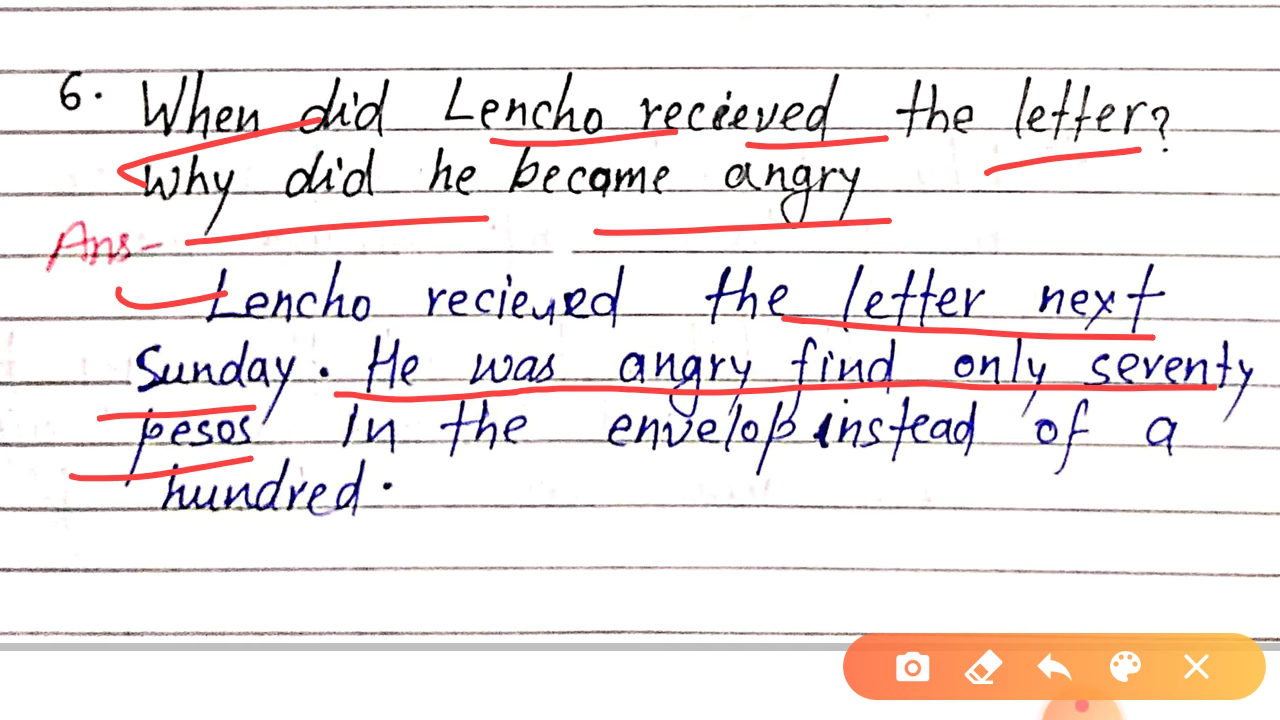 6. When did Lencho recieved the letter?
Why did he became angry
Ans-
Lencho recieved the letter next
Sunday. He was angry find only seventy
pesos in the envelop instead of a
hundred.